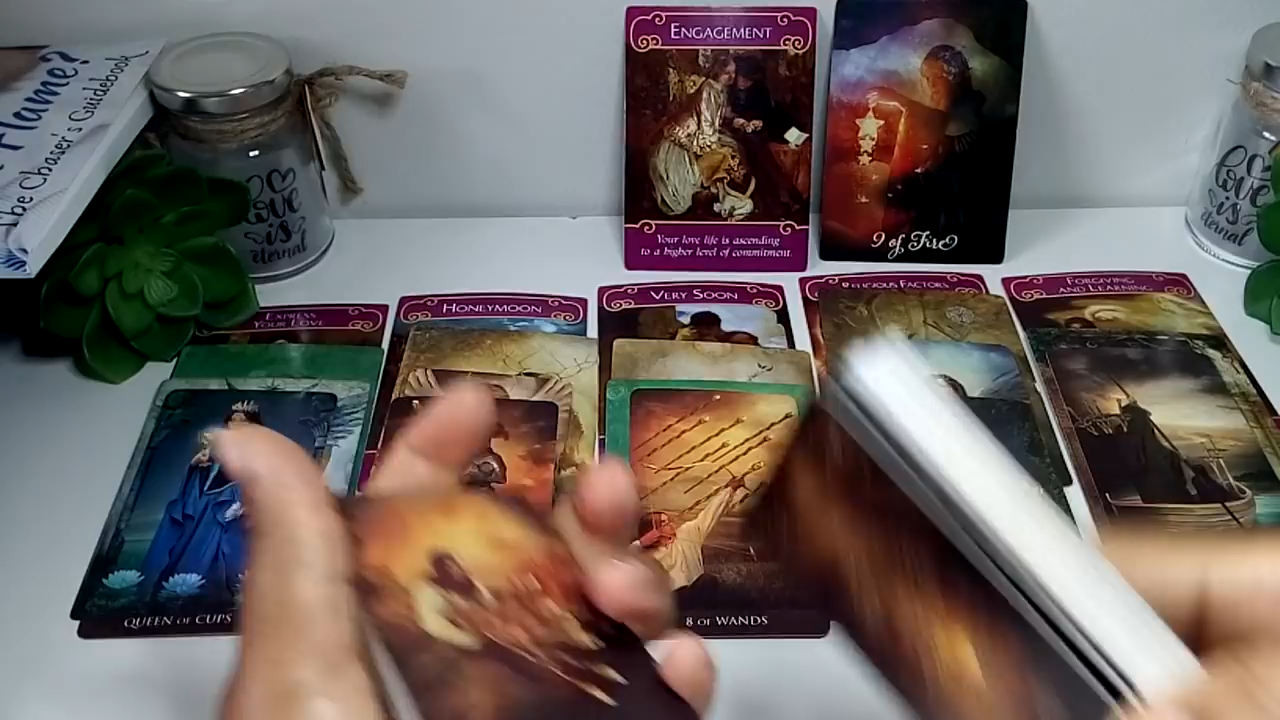 Flame?
The Chaser's Guidebook
love
is
eternal
ENGAGEMENT
Your love life is ascending
to a higher level of commitment.
9 of Fire
love
is
eternal
EXPRESS
YOUR LOVE
HONEYMOON
VERY SOON
RELIGIOUS FACTORS
FORGIVING
AND LEARNING
QUEEN OF CUPS
8 OF WANDS